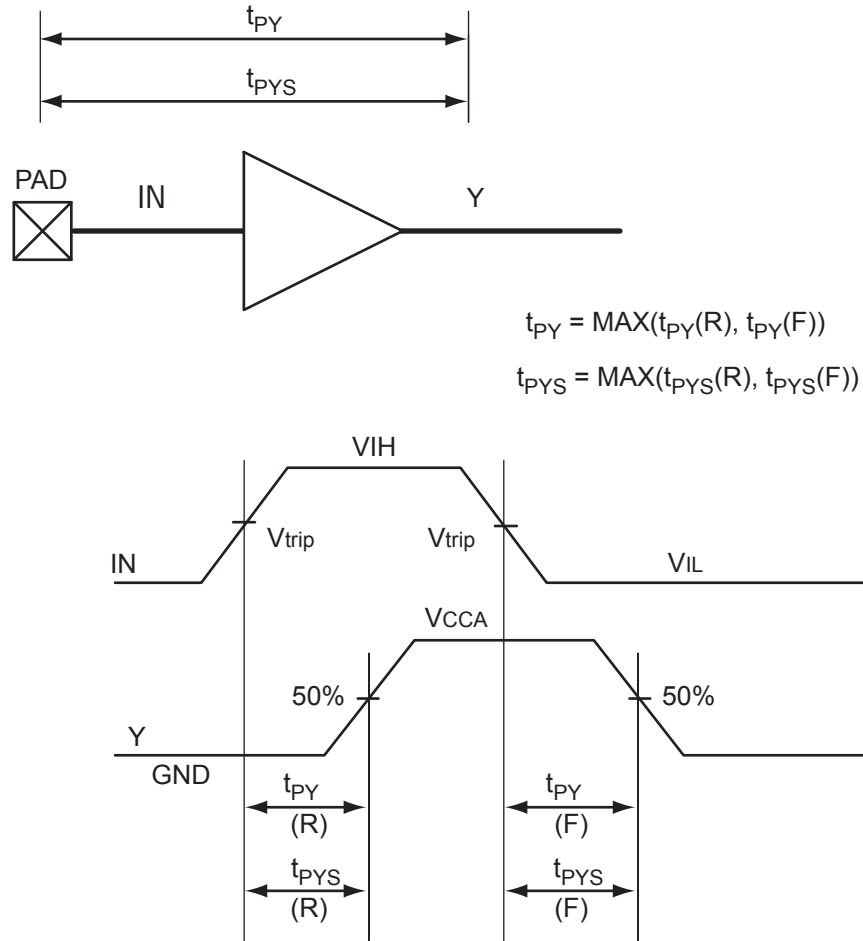 tPY
tPYS
PAD
IN
Y
tPY = MAX(tPY(R), tPY(F))
tPYS = MAX(tPYS(R), tPYS(F))
VIH
Vtrip
Vtrip
IN
VIL
VCCA
50%
50%
Y
GND
tPY
(R)
tPY
(F)
tPYS
(R)
tPYS
(F)